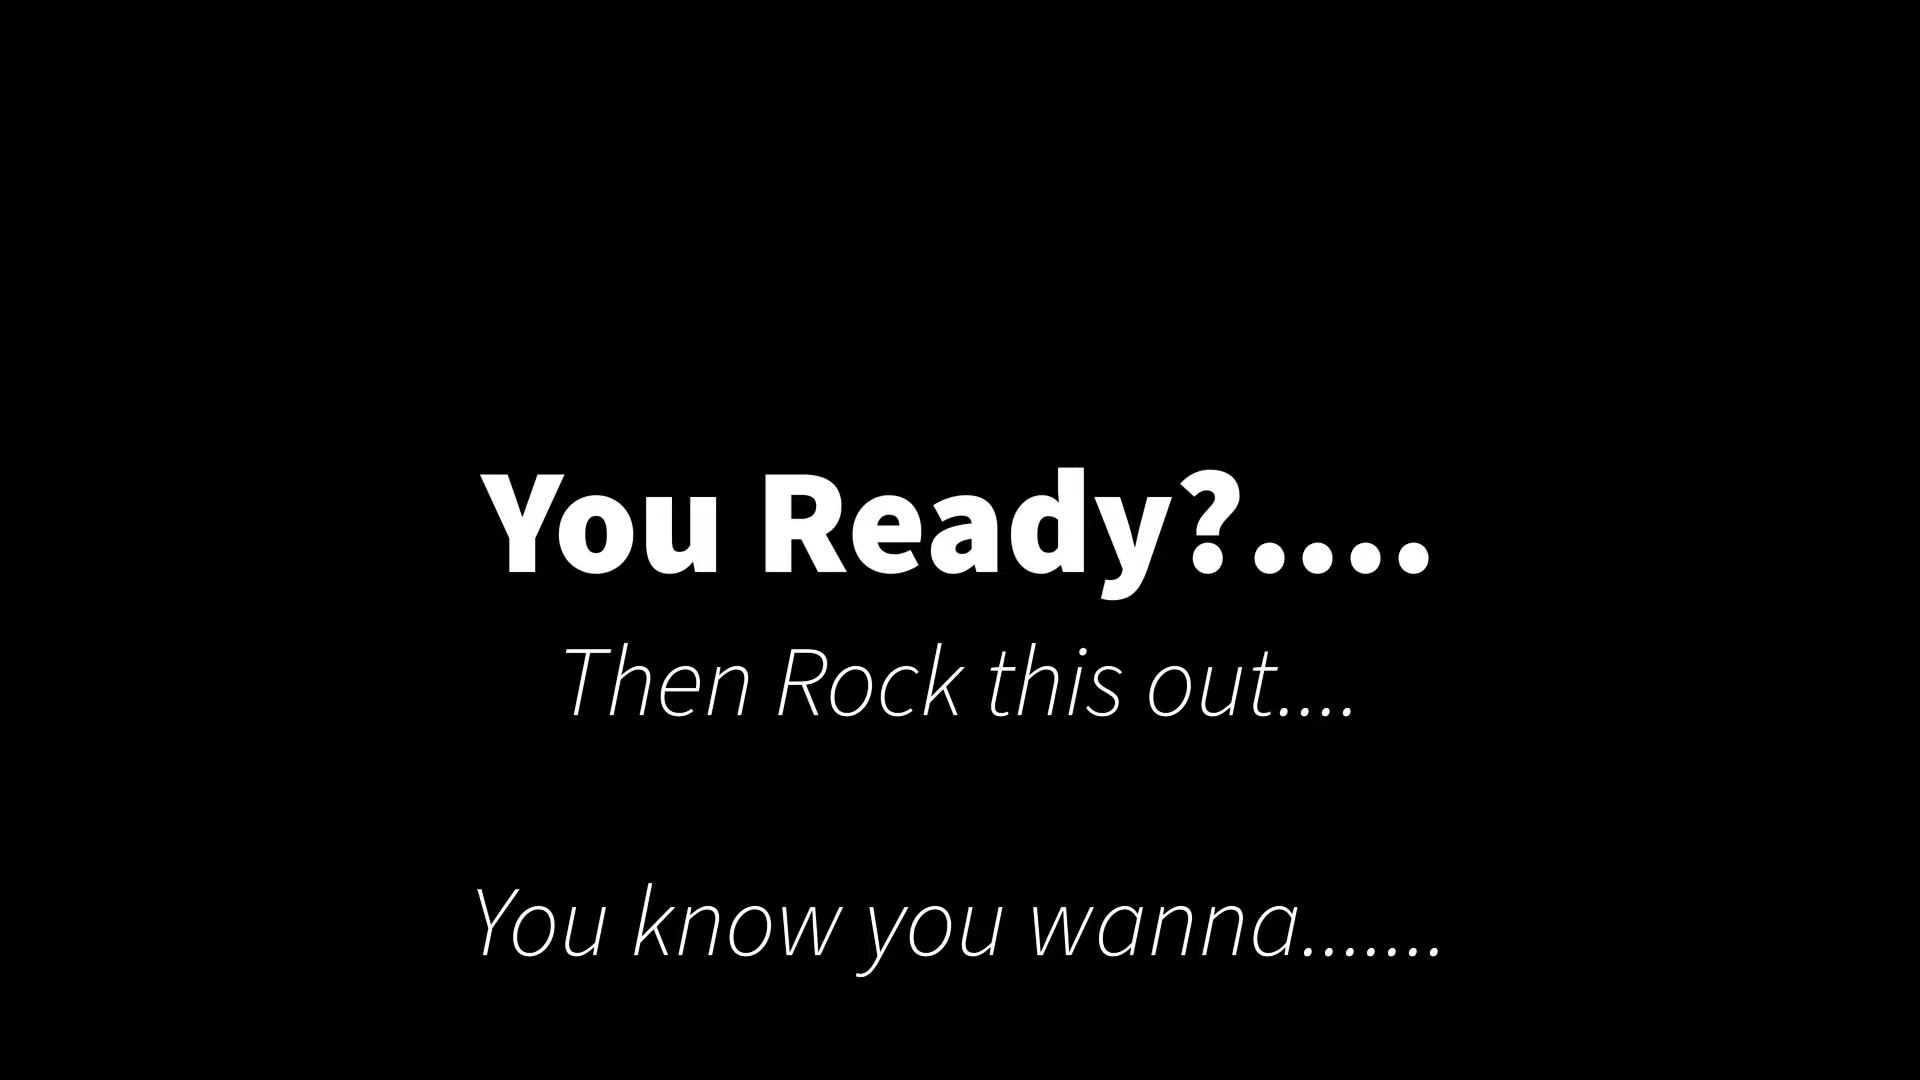 You Ready?....
Then Rock this out....
You know you wanna.......